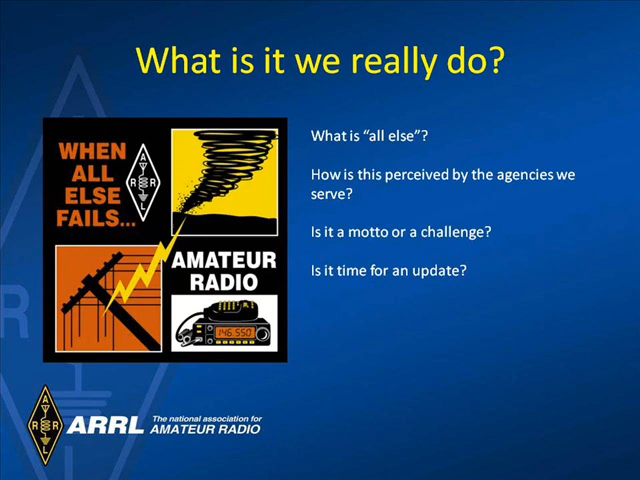 What is it we really do?
WHEN
ALL
ELSE
FAILS...
A
R R
L
AMATEUR
RADIO
146.550
What is “all else”?
How is this perceived by the agencies we
serve?
Is it a motto or a challenge?
Is it time for an update?
A
R R
L
ARRL The national association for
AMATEUR RADIO